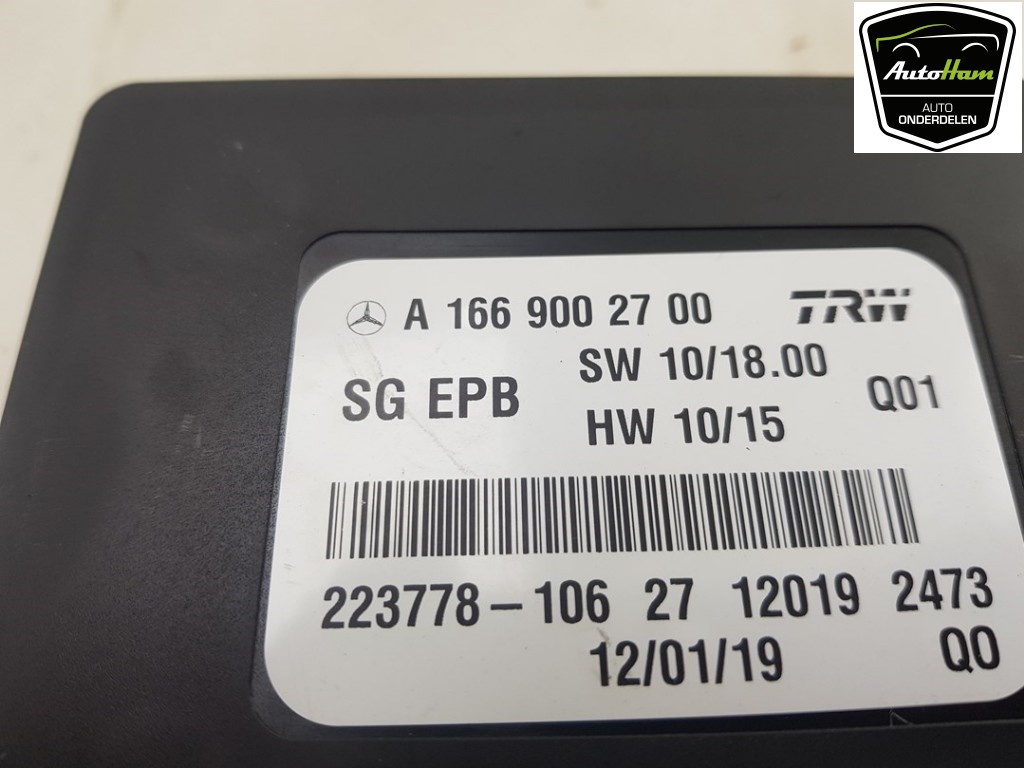 AutoHam
AUTO
ONDERDELEN
A 166 900 27 00 TRW
SG EPB SW 10/18.00 Q01
HW 10/15
223778-106 27 12019 2473
12/01/19 Q0